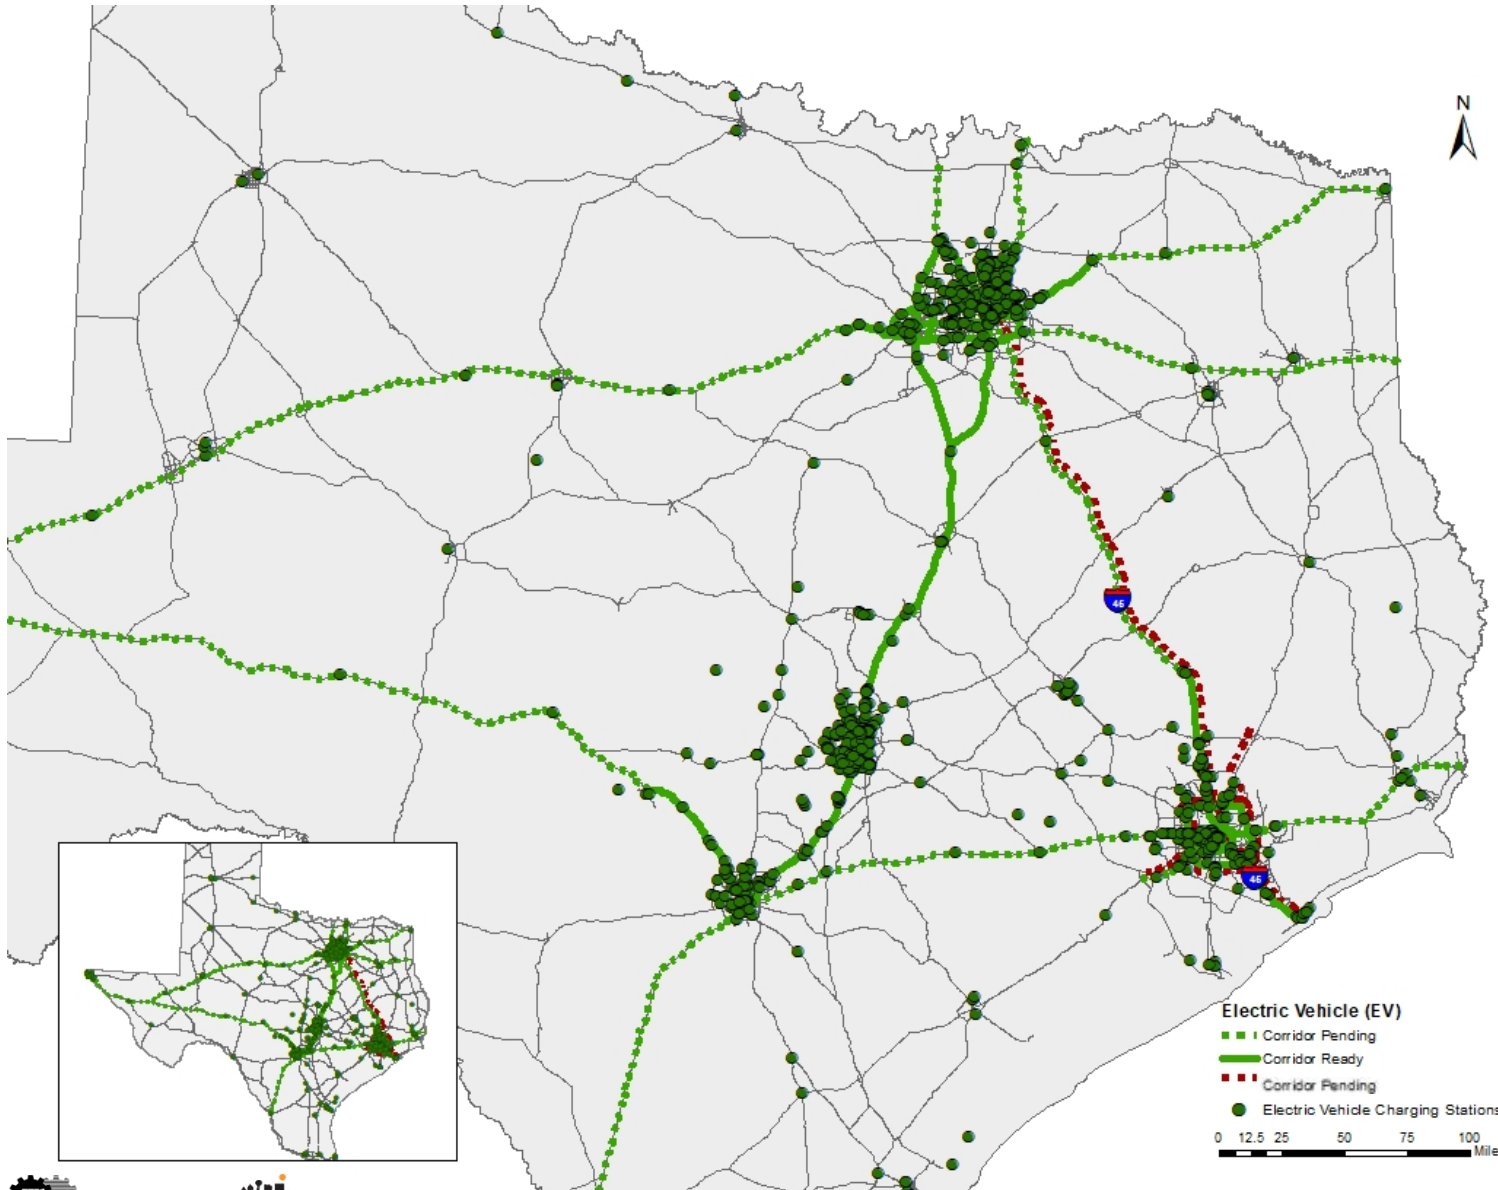 N
45
45
Electric Vehicle (EV)
Corridor Pending
Corridor Ready
Corridor Pending
Electric Vehicle Charging Stations
0 12.5 25 50 75 100
Mile